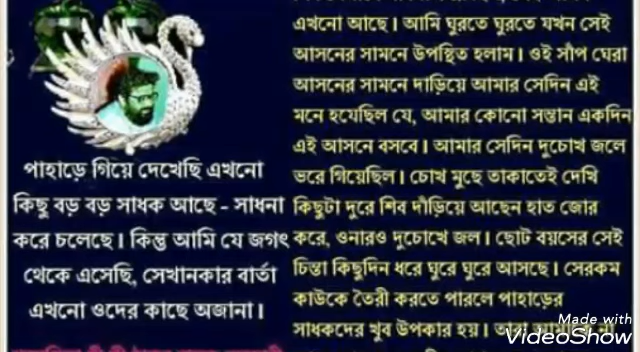 পাহাড়ে গিয়ে দেখেছি এখনো
কিছু বড় বড় সাধক আছে - সাধনা
করে চলেছে। কিন্তু আমি যে জগৎ
থেকে এসেছি, সেখানকার বার্তা
এখনো ওদের কাছে অজানা।
এখনো আছে। আমি ঘুরতে ঘুরতে যখন সেই
আসনের সামনে উপস্থিত হলাম। ওই সাঁপ ঘেরা
আসনের সামনে দাড়িয়ে আমার সেদিন এই
মনে হযেছিল যে, আমার কোনো সন্তান একদিন
এই আসনে বসবে। আমার সেদিন দুচোখ জলে
ভরে গিয়েছিল। চোখ মুছে তাকাতেই দেখি
কিছুটা দুরে শিব দাঁড়িয়ে আছেন হাত জোর
করে, ওনারও দুচোখে জল। ছোট বয়সের সেই
চিন্তা কিছুদিন ধরে ঘুরে ঘুরে আসছে। সেরকম
কাউকে তৈরী করতে পারলে পাহাড়ের
সাধকদের খুব উপকার হয়।
Made with
VideoShow